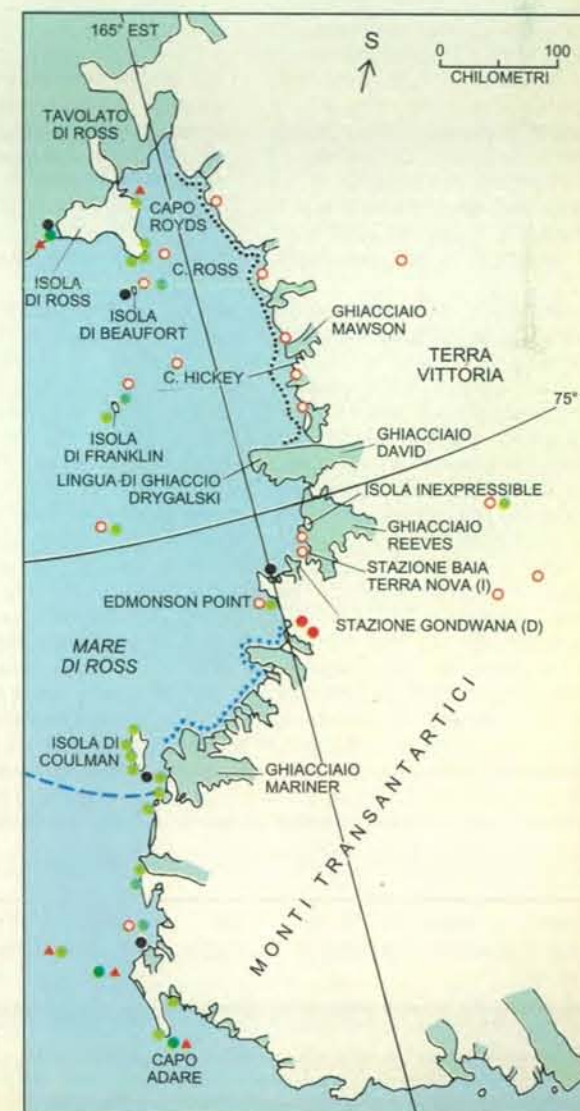 165° EST
S
0 100
CHILOMETRI
TAVOLATO
DI ROSS
CAPO
ROYDS
C. ROSS
ISOLA
DI ROSS
ISOLA
DI BEAUFORT
GHIACCIAIO
MAWSON
TERRA
VITTORIA
C. HICKEY
75°
ISOLA
DI FRANKLIN
GHIACCIAIO
DAVID
LINGUA DI GHIACCIO
DRYGALSKI
ISOLA INEXPRESSIBLE
GHIACCIAIO
REEVES
STAZIONE BAIA
TERRA NOVA (I)
EDMONSON POINT
STAZIONE GONDWANA (D)
MARE
DI ROSS
ISOLA DI
COULMAN
GHIACCIAIO
MARINER
MONTI TRANSANTARTICI
CAPO
ADARE